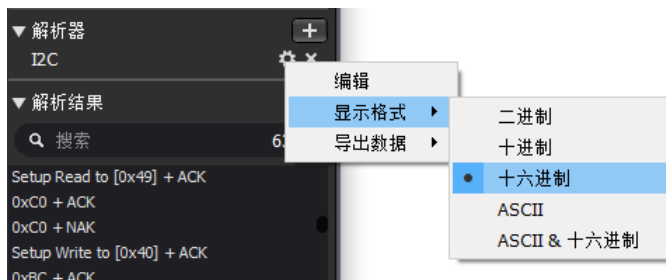 ▼ 解析器 +
I2C
▼ 解析结果
搜索
Setup Read to [0x49] + ACK
0xC0 + ACK
0xC0 + NAK
Setup Write to [0x40] + ACK
0xBC + ACK
编辑
显示格式
导出数据
二进制
十进制
十六进制
ASCII
ASCII & 十六进制